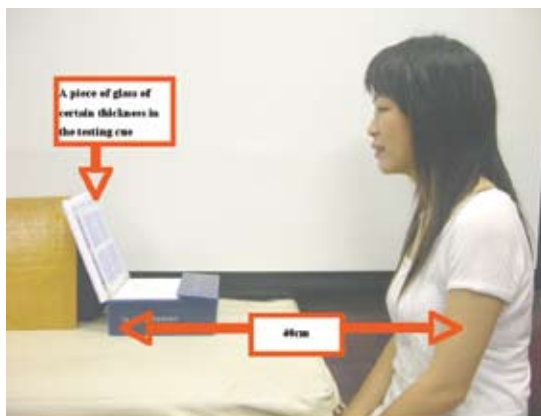 A piece of glass of
certain thickness in
the testing cue
40cm